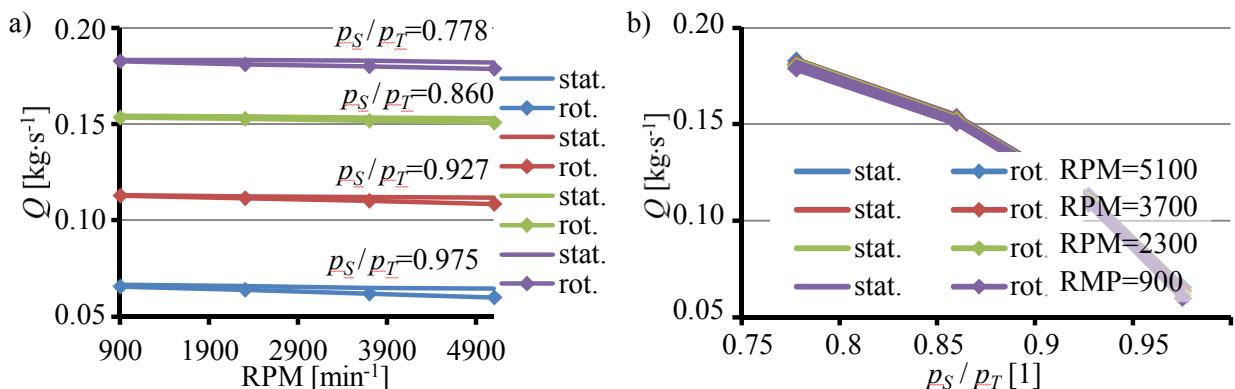 a)
Q [kg·s-1]
0.20
0.15
0.10
0.05
pS / pT=0.778
pS / pT=0.860
pS / pT=0.927
pS / pT=0.975
900 1900 2900 3900 4900
RPM [min-1]
stat.
rot.
stat.
rot.
stat.
rot.
stat.
rot.
b)
Q [kg·s-1]
0.20
0.15
0.10
0.05
stat. rot. RPM=5100
stat. rot. RPM=3700
stat. rot. RPM=2300
stat. rot. RMP=900
0.75 0.8 0.85 0.9 0.95
pS / pT [1]